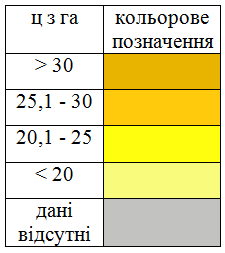 ц з га
кольорове
позначення
> 30
25,1 - 30
20,1 - 25
< 20
дані
відсутні